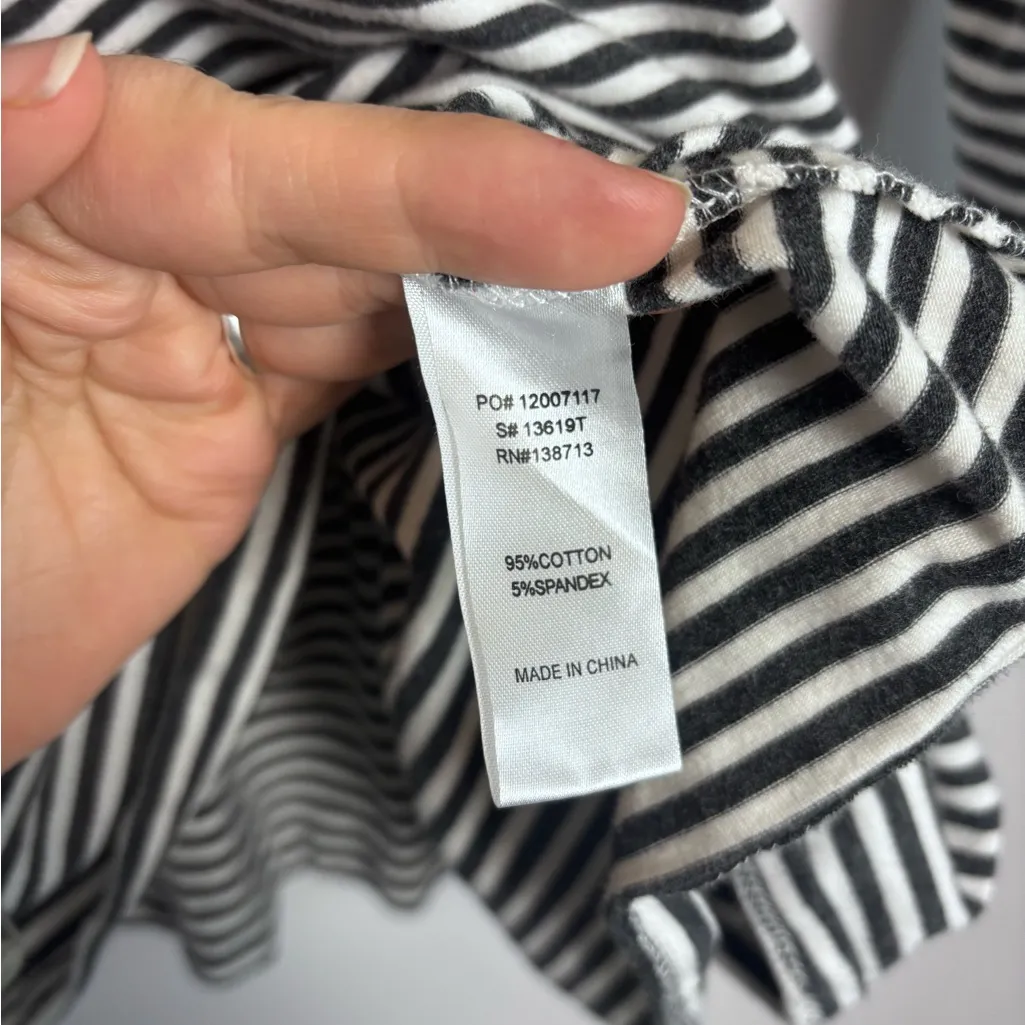 PO# 12007117
S# 13619T
RN#138713
95%COTTON
5%SPANDEX
MADE IN CHINA